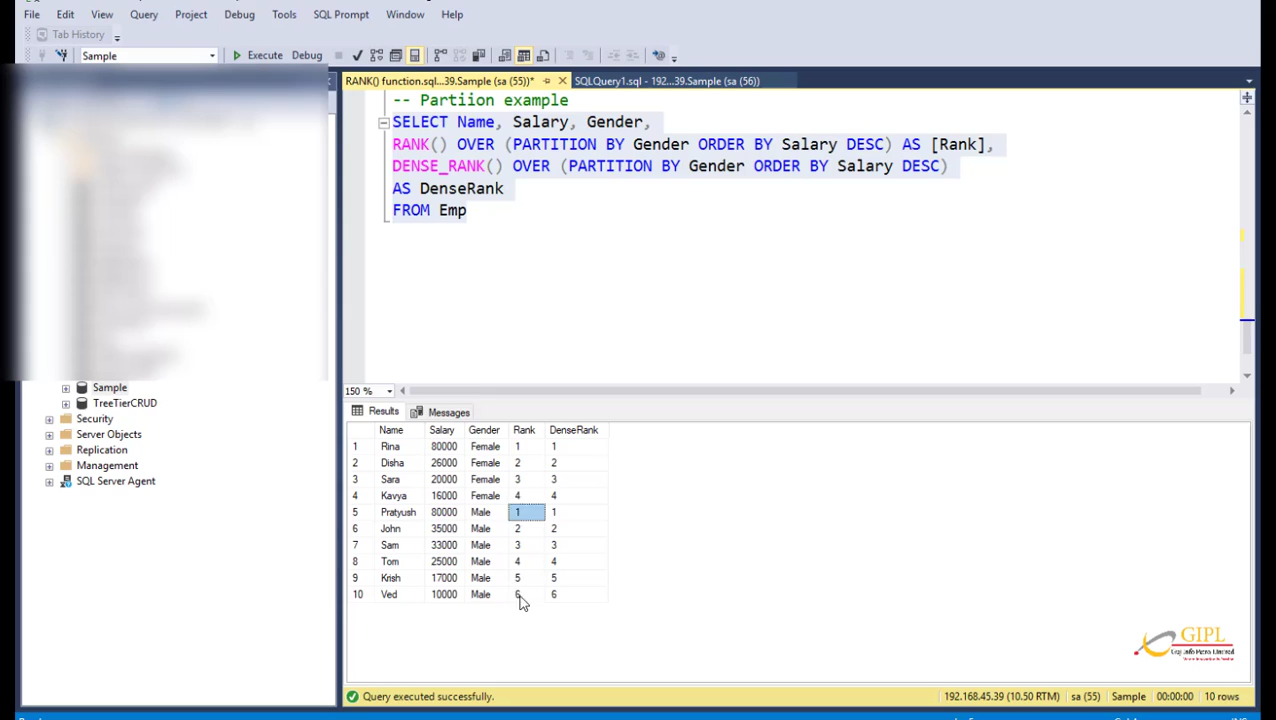 File Edit View Query Project Debug Tools SQL Prompt Window Help
Tab History
Sample Execute Debug
RANK() function.sql...39.Sample (sa (55))* SQLQuery1.sql - 192...39.Sample (sa (56))
-- Partiion example
SELECT Name, Salary, Gender,
RANK() OVER (PARTITION BY Gender ORDER BY Salary DESC) AS [Rank],
DENSE_RANK() OVER (PARTITION BY Gender ORDER BY Salary DESC)
AS DenseRank
FROM Emp
Sample
TreeTierCRUD
Security
Server Objects
Replication
Management
SQL Server Agent
150 %
Results Messages
Name Salary Gender Rank DenseRank
1 Rina 80000 Female 1 1
2 Disha 26000 Female 2 2
3 Sara 20000 Female 3 3
4 Kavya 16000 Female 4 4
5 Pratyush 80000 Male 1 1
6 John 35000 Male 2 2
7 Sam 33000 Male 3 3
8 Tom 25000 Male 4 4
9 Krish 17000 Male 5 5
10 Ved 10000 Male 6 6
GIPL
Query executed successfully. 192.168.45.39 (10.50 RTM) sa (55) Sample 00:00:00 10 rows